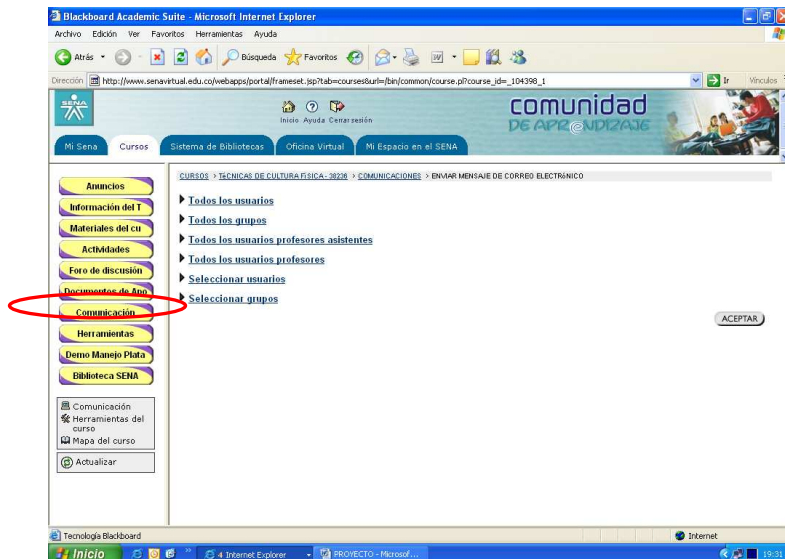 Blackboard Academic Suite - Microsoft Internet Explorer
Archivo Edición Ver Favoritos Herramientas Ayuda
Atrás Búsqueda Favoritos
Dirección http://www.senavirtual.edu.co/webapps/portal/frameset.jsp?tab=courses&url=/bin/common/course.pl?course_id=_104398_1 Ir Vínculos
SENA
Inicio Ayuda Cerrar sesión
comunidad
DE APR@NDIZAJE
Mi Sena Cursos Sistema de Bibliotecas Oficina Virtual Mi Espacio en el SENA
CURSOS > TéCNICAS DE CULTURA FíSICA - 38236 > COMUNICACIONES > ENVIAR MENSAJE DE CORREO ELECTRóNICO
Anuncios
Información del T
Materiales del cu
Actividades
Foro de discusión
Documentos de Apo
Comunicación
Herramientas
Demo Manejo Plata
Biblioteca SENA
Todos los usuarios
Todos los grupos
Todos los usuarios profesores asistentes
Todos los usuarios profesores
Seleccionar usuarios
Seleccionar grupos
ACEPTAR
Comunicación
Herramientas del
curso
Mapa del curso
Actualizar
Tecnología Blackboard Internet
Inicio 4 Internet Explorer PROYECTO - Microsof... 19:31